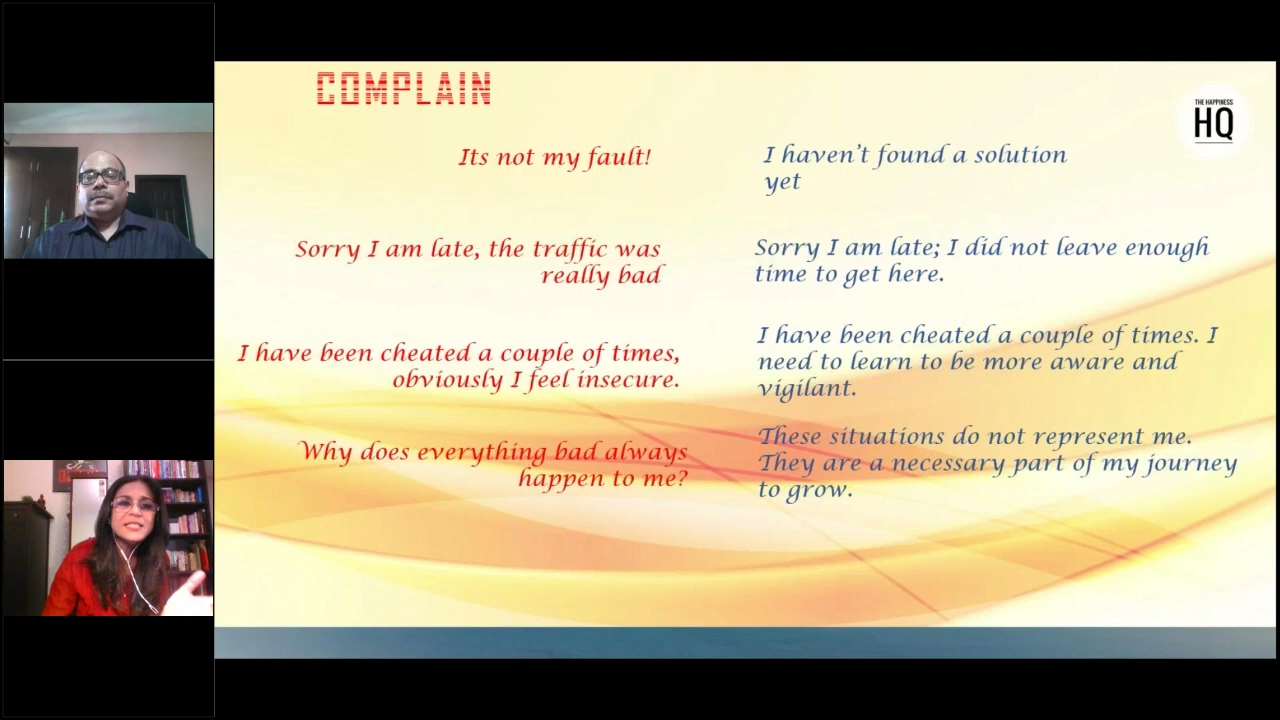 COMPLAIN
THE HAPPINESS
HQ
Its not my fault!
I haven't found a solution
yet
Sorry I am late, the traffic was
really bad
Sorry I am late; I did not leave enough
time to get here.
I have been cheated a couple of times,
obviously I feel insecure.
I have been cheated a couple of times. I
need to learn to be more aware and
vigilant.
Why does everything bad always
happen to me?
These situations do not represent me.
They are a necessary part of my journey
to grow.